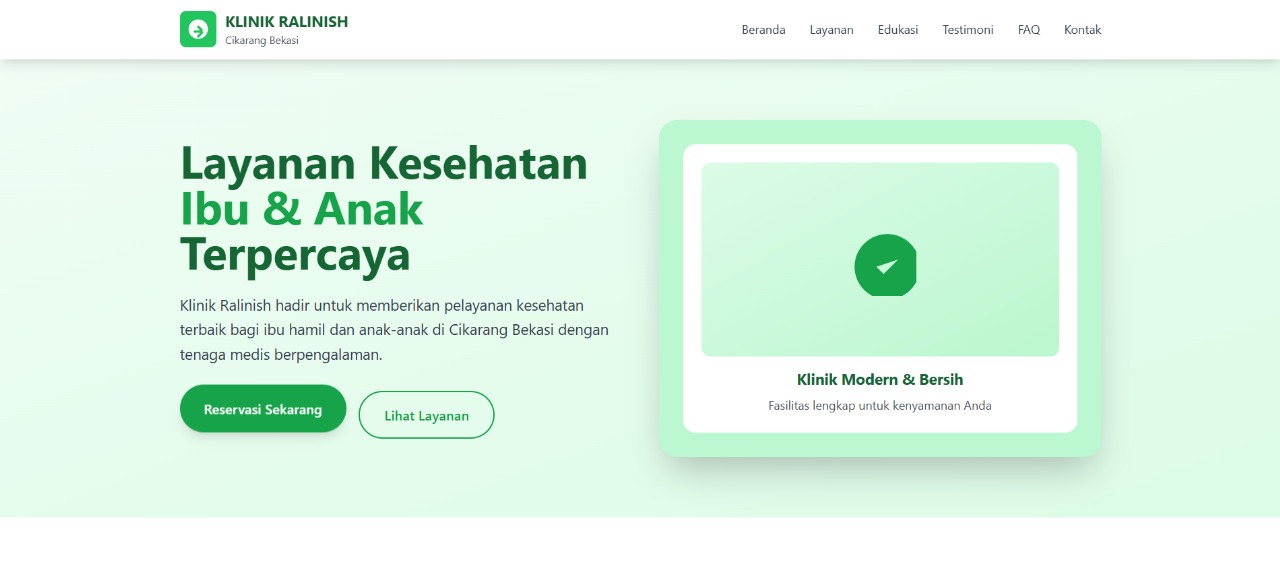 KLINIK RALINISH
Cikarang Bekasi
Beranda
Layanan
Edukasi
Testimoni
FAQ
Kontak
Layanan Kesehatan
Ibu & Anak
Terpercaya
Klinik Ralinish hadir untuk memberikan pelayanan kesehatan
terbaik bagi ibu hamil dan anak-anak di Cikarang Bekasi dengan
tenaga medis berpengalaman.
Reservasi Sekarang
Lihat Layanan
Klinik Modern & Bersih
Fasilitas lengkap untuk kenyamanan Anda